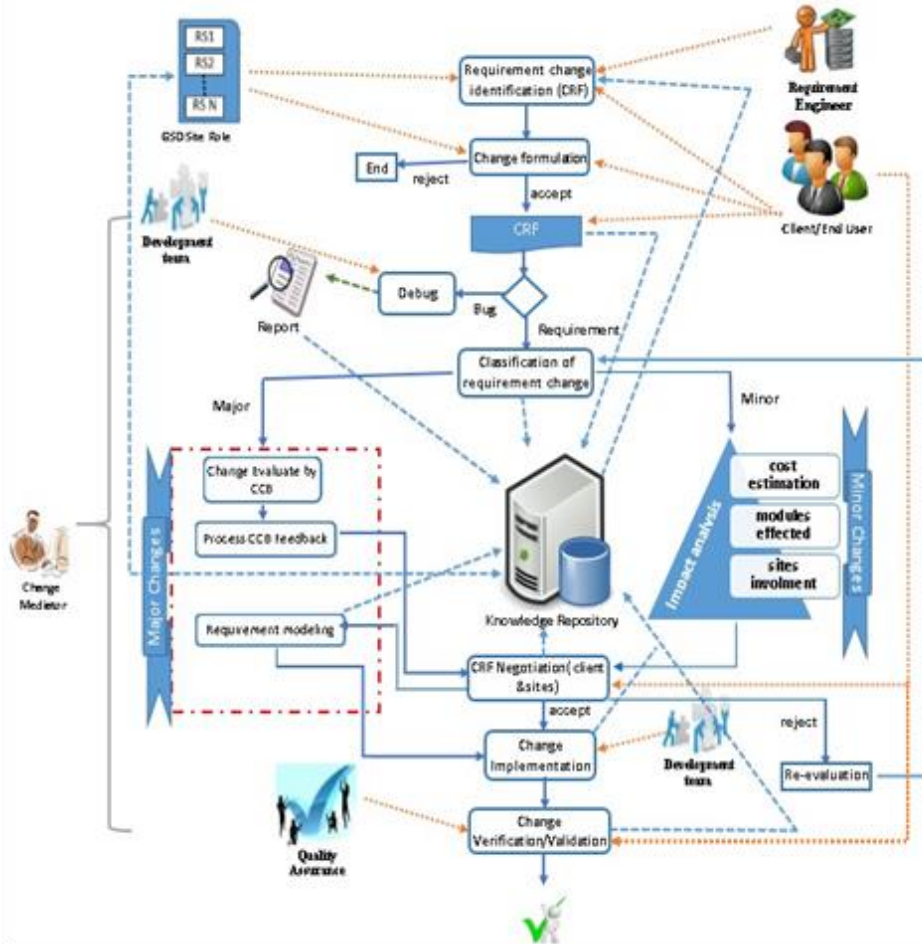 RS1
RS2
RS N
GSD Site Role
Requirement change
identification (CRF)
Requirement
Engineer
End
reject
Change formulation
accept
Client/End User
Development
team
CRF
Debug
Bug
Report
Requirement
Classification of
requirement change
Major
Minor
Change Evaluate by
CCB
Process CCB Feedback
Major Changes
Change
Mediator
Requirement modeling
Knowledge Repository
Impact analysis
cost
estimation
modules
effected
sites
involment
Minor Changes
CRF Negotiation( client
&sites)
accept
reject
Change
Implementation
Development
team
Re-evaluation
Quality
Assurance
Change
Verification/Validation